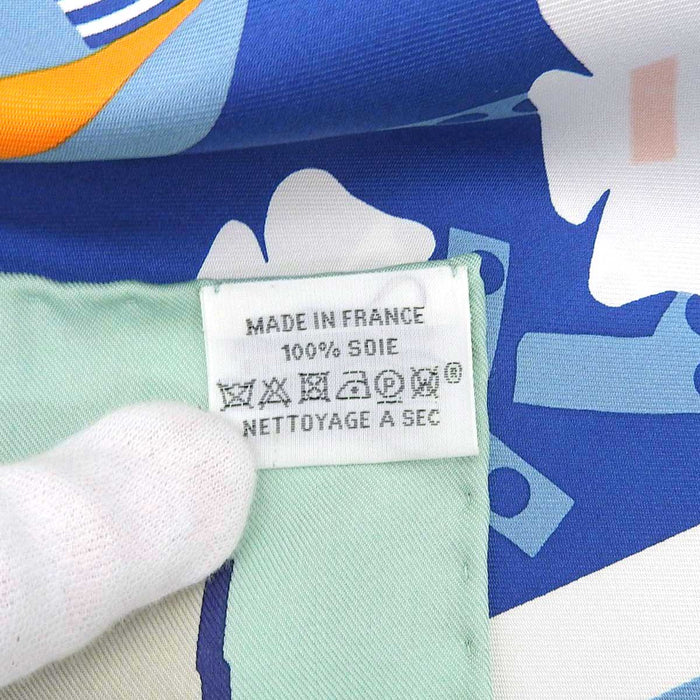 MADE IN FRANCE
100% SOIE
®
NETTOYAGE A SEC